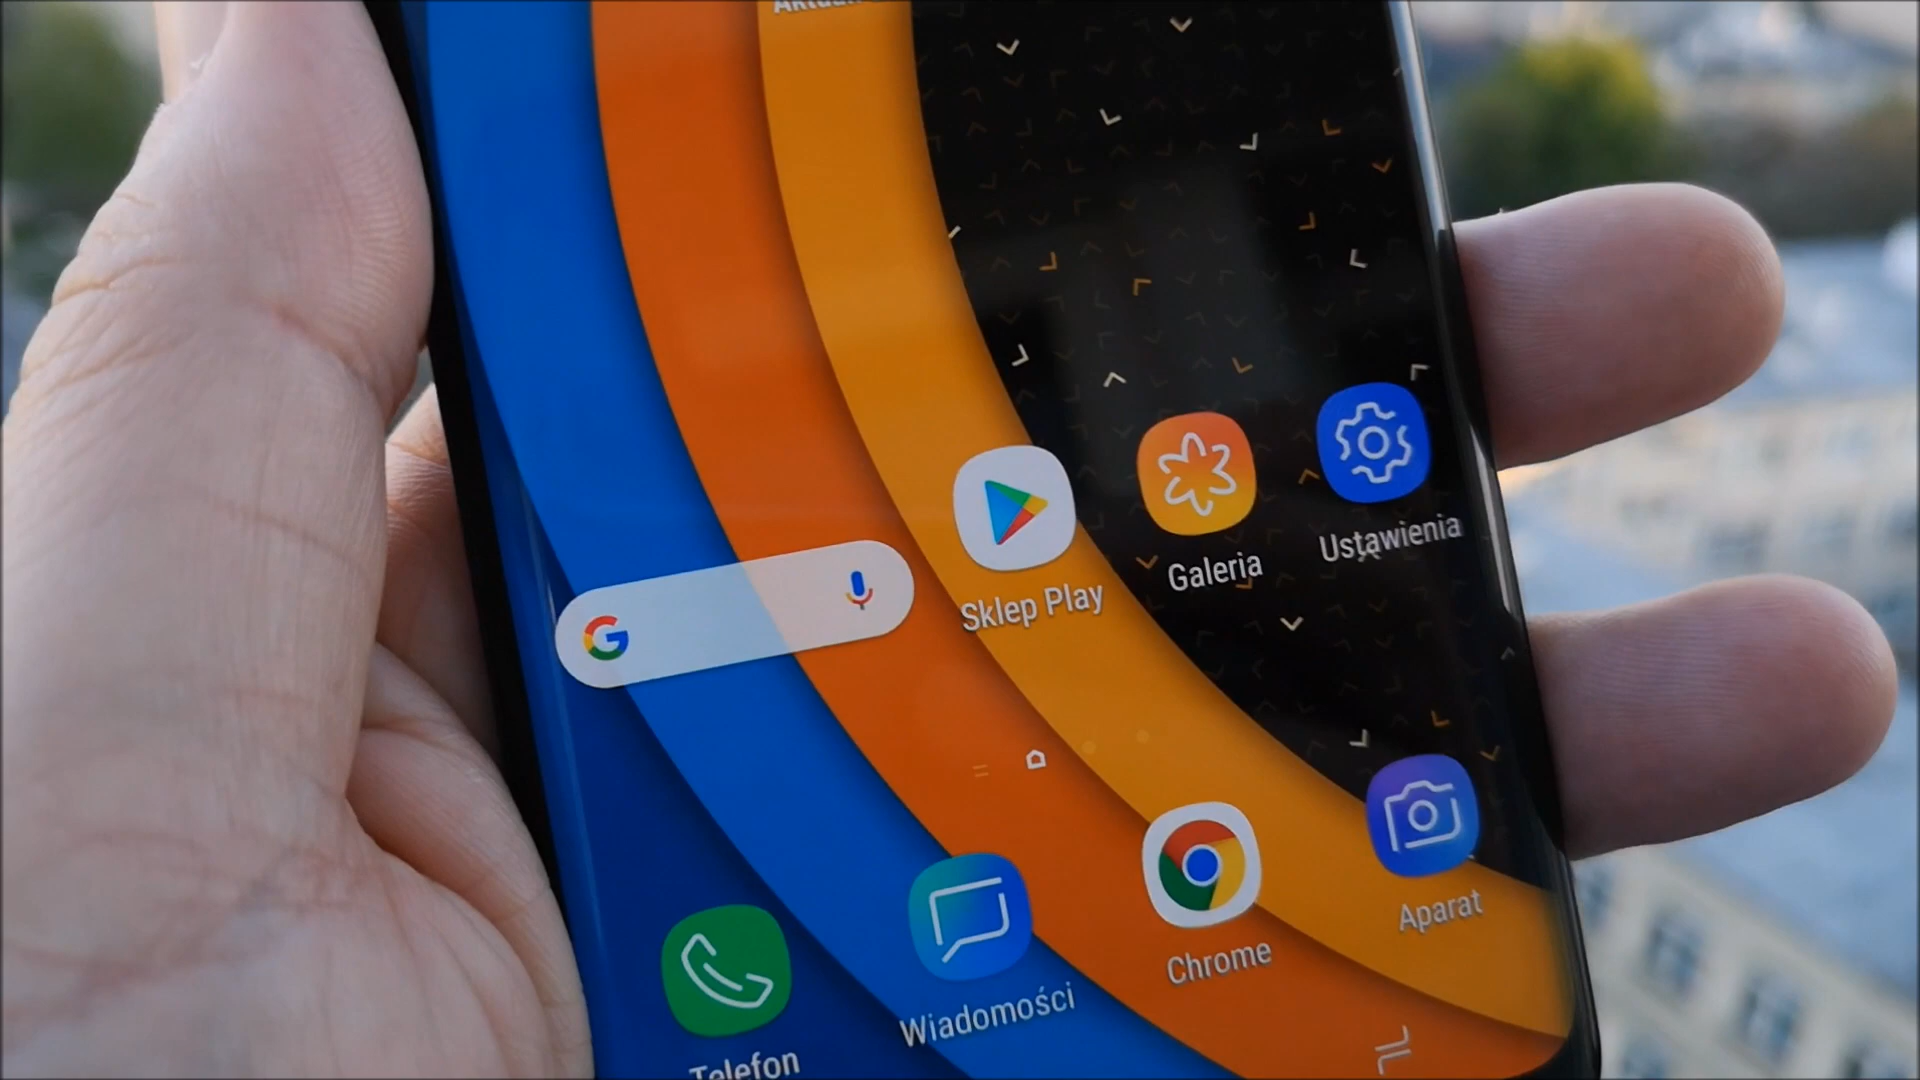 Sklep Play
Galeria
Ustawienia
Telefon
Wiadomości
Chrome
Aparat